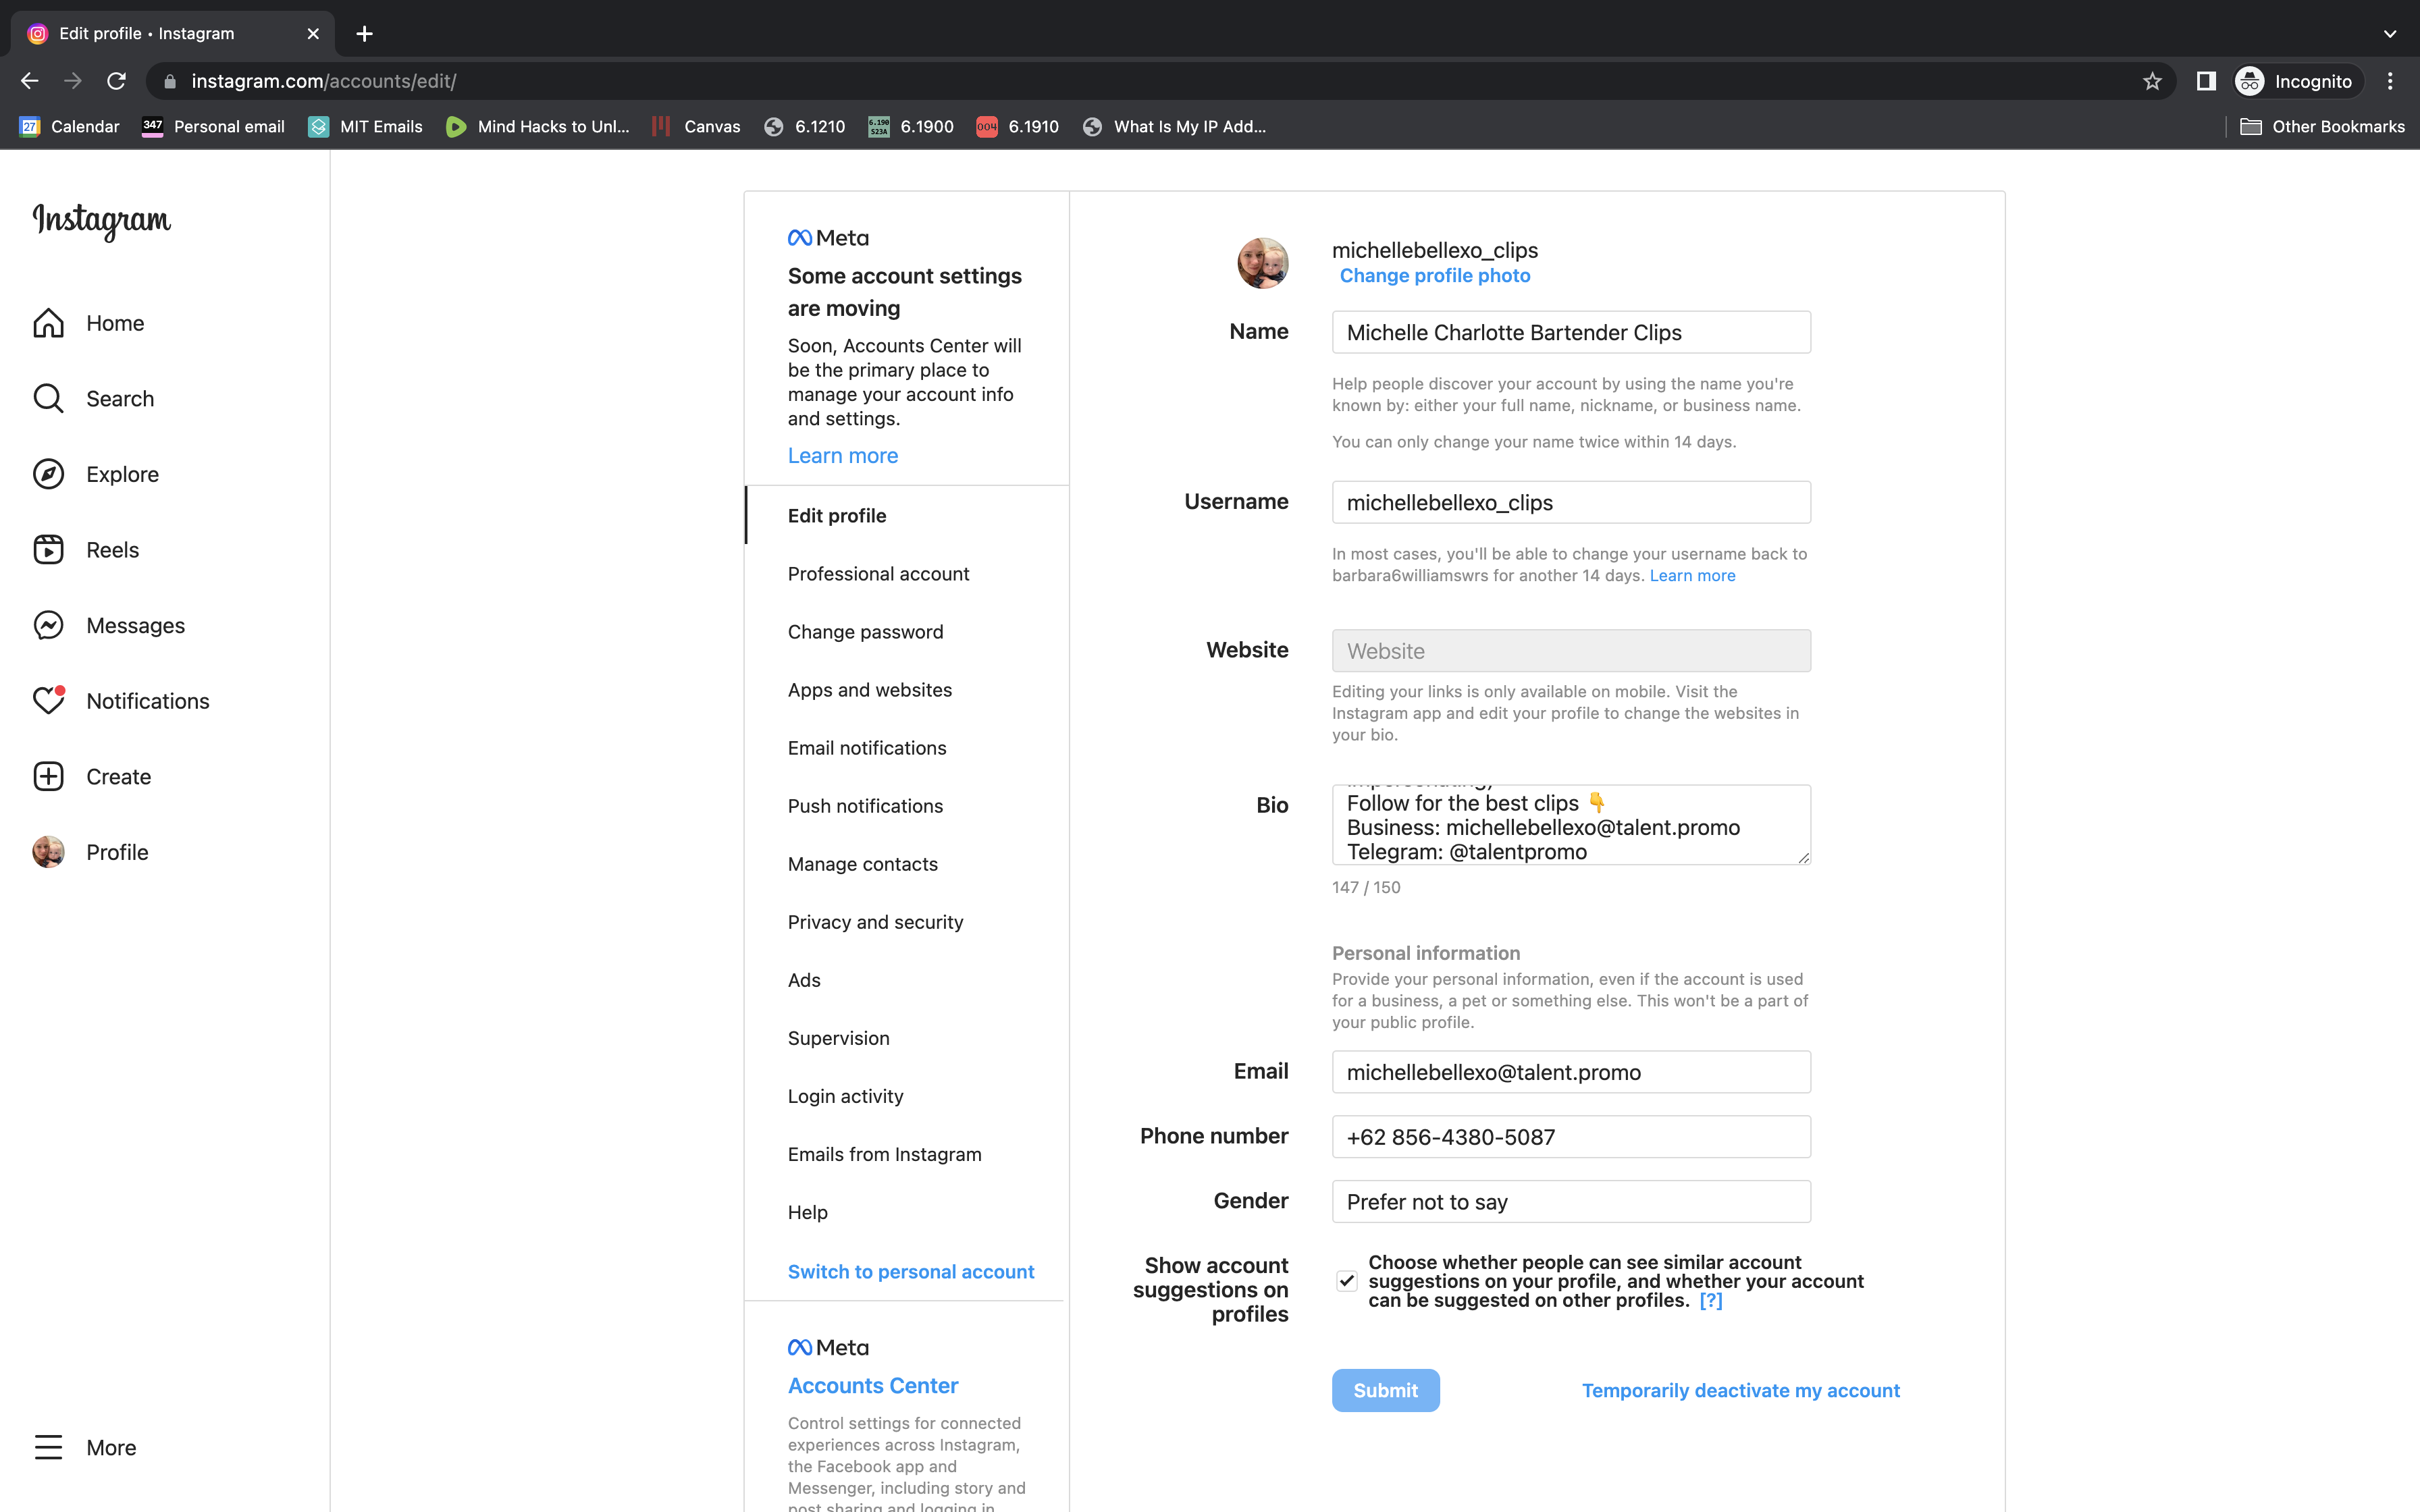 Edit profile • Instagram
instagram.com/accounts/edit/
Incognito
27 Calendar
347 Personal email
MIT Emails
Mind Hacks to Unl...
Canvas
6.1210
6.190 S23A 6.1900
004 6.1910
What Is My IP Add...
Other Bookmarks
Instagram
Home
Search
Explore
Reels
Messages
Notifications
Create
Profile
More
Meta
Some account settings
are moving
Soon, Accounts Center will
be the primary place to
manage your account info
and settings.
Learn more
Edit profile
Professional account
Change password
Apps and websites
Email notifications
Push notifications
Manage contacts
Privacy and security
Ads
Supervision
Login activity
Emails from Instagram
Help
Switch to personal account
Meta
Accounts Center
Control settings for connected
experiences across Instagram,
the Facebook app and
Messenger, including story and
post sharing and logging in.
michellebellexo_clips
Change profile photo
Name
Michelle Charlotte Bartender Clips
Help people discover your account by using the name you're
known by: either your full name, nickname, or business name.
You can only change your name twice within 14 days.
Username
michellebellexo_clips
In most cases, you'll be able to change your username back to
barbara6williamswrs for another 14 days. Learn more
Website
Website
Editing your links is only available on mobile. Visit the
Instagram app and edit your profile to change the websites in
your bio.
Bio
Follow for the best clips 👇
Business: michellebellexo@talent.promo
Telegram: @talentpromo
147 / 150
Personal information
Provide your personal information, even if the account is used
for a business, a pet or something else. This won't be a part of
your public profile.
Email
michellebellexo@talent.promo
Phone number
+62 856-4380-5087
Gender
Prefer not to say
Show account
suggestions on
profiles
Choose whether people can see similar account
suggestions on your profile, and whether your account
can be suggested on other profiles. [?]
Submit
Temporarily deactivate my account